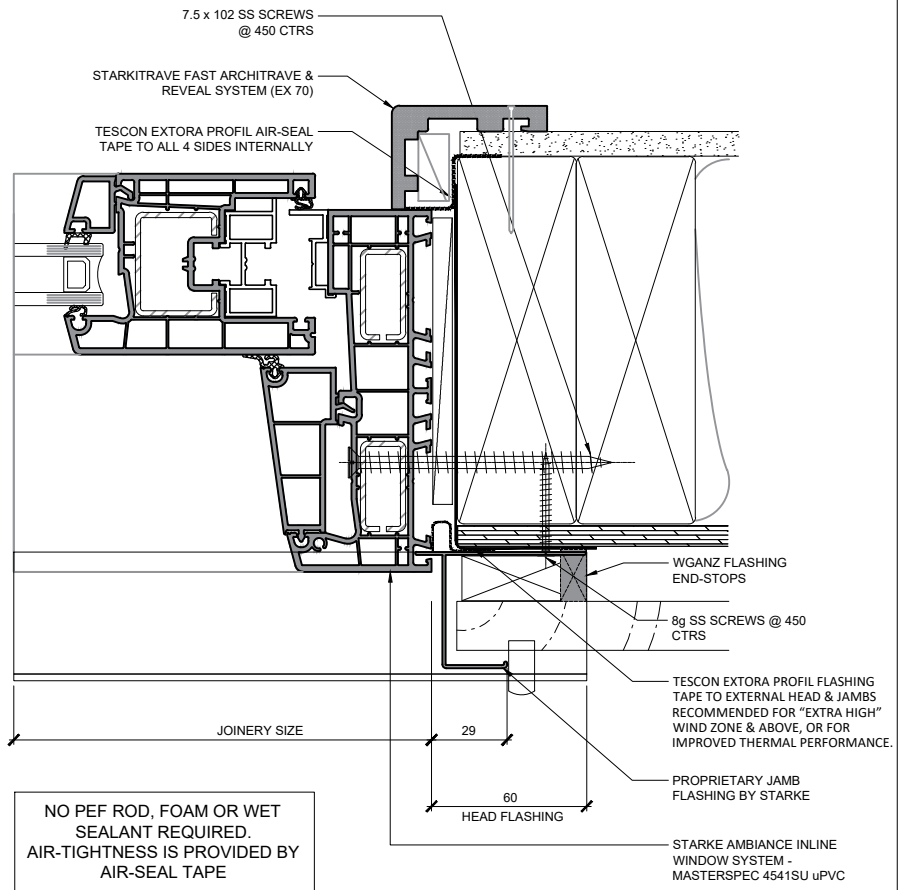 7.5 x 102 SS SCREWS
@ 450 CTRS
STARKITRAVE FAST ARCHITRAVE &
REVEAL SYSTEM (EX 70)
TESCON EXTORA PROFIL AIR-SEAL
TAPE TO ALL 4 SIDES INTERNALLY
WGANZ FLASHING
END-STOPS
8g SS SCREWS @ 450
CTRS
TESCON EXTORA PROFIL FLASHING
TAPE TO EXTERNAL HEAD & JAMBS
RECOMMENDED FOR “EXTRA HIGH”
WIND ZONE & ABOVE, OR FOR
IMPROVED THERMAL PERFORMANCE.
JOINERY SIZE
29
PROPRIETARY JAMB
FLASHING BY STARKE
60
HEAD FLASHING
NO PEF ROD, FOAM OR WET
SEALANT REQUIRED.
AIR-TIGHTNESS IS PROVIDED BY
AIR-SEAL TAPE
STARKE AMBIANCE INLINE
WINDOW SYSTEM -
MASTERSPEC 4541SU uPVC